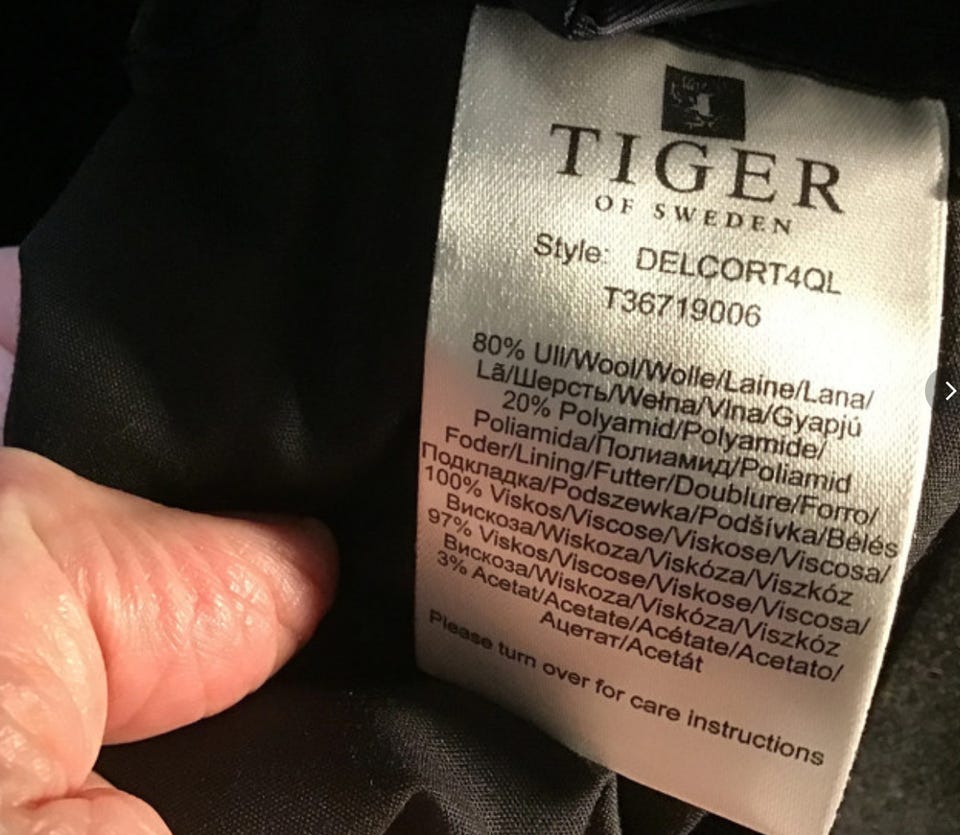 TIGER
OF SWEDEN
Style: DELCORT4QL
T36719006
80% Ull/Wool/Wolle/Laine/Lana/
Lã/Шерсть/Wełna/Vlna/Gyapjú
20% Polyamid/Polyamide/
Poliamida/Полиамид/Poliamid
Foder/Lining/Futter/Doublure/Forro/
Подкладка/Podszewka/Podšívka/Bélés
100% Viskos/Viscose/Viskose/Viscosa/
Вискоза/Wiskoza/Viskóza/Viszkóz
97% Viskos/Viscose/Viskose/Viscosa/
Вискоза/Wiskoza/Viskóza/Viszkóz
3% Acetat/Acetate/Acétate/Acetato/
Ацетат/Acetát
Please turn over for care instructions